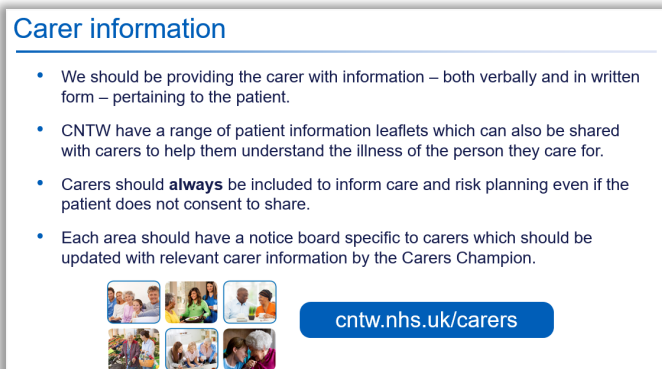 Carer information
• We should be providing the carer with information – both verbally and in written
form – pertaining to the patient.
• CNTW have a range of patient information leaflets which can also be shared
with carers to help them understand the illness of the person they care for.
• Carers should always be included to inform care and risk planning even if the
patient does not consent to share.
• Each area should have a notice board specific to carers which should be
updated with relevant carer information by the Carers Champion.
cntw.nhs.uk/carers